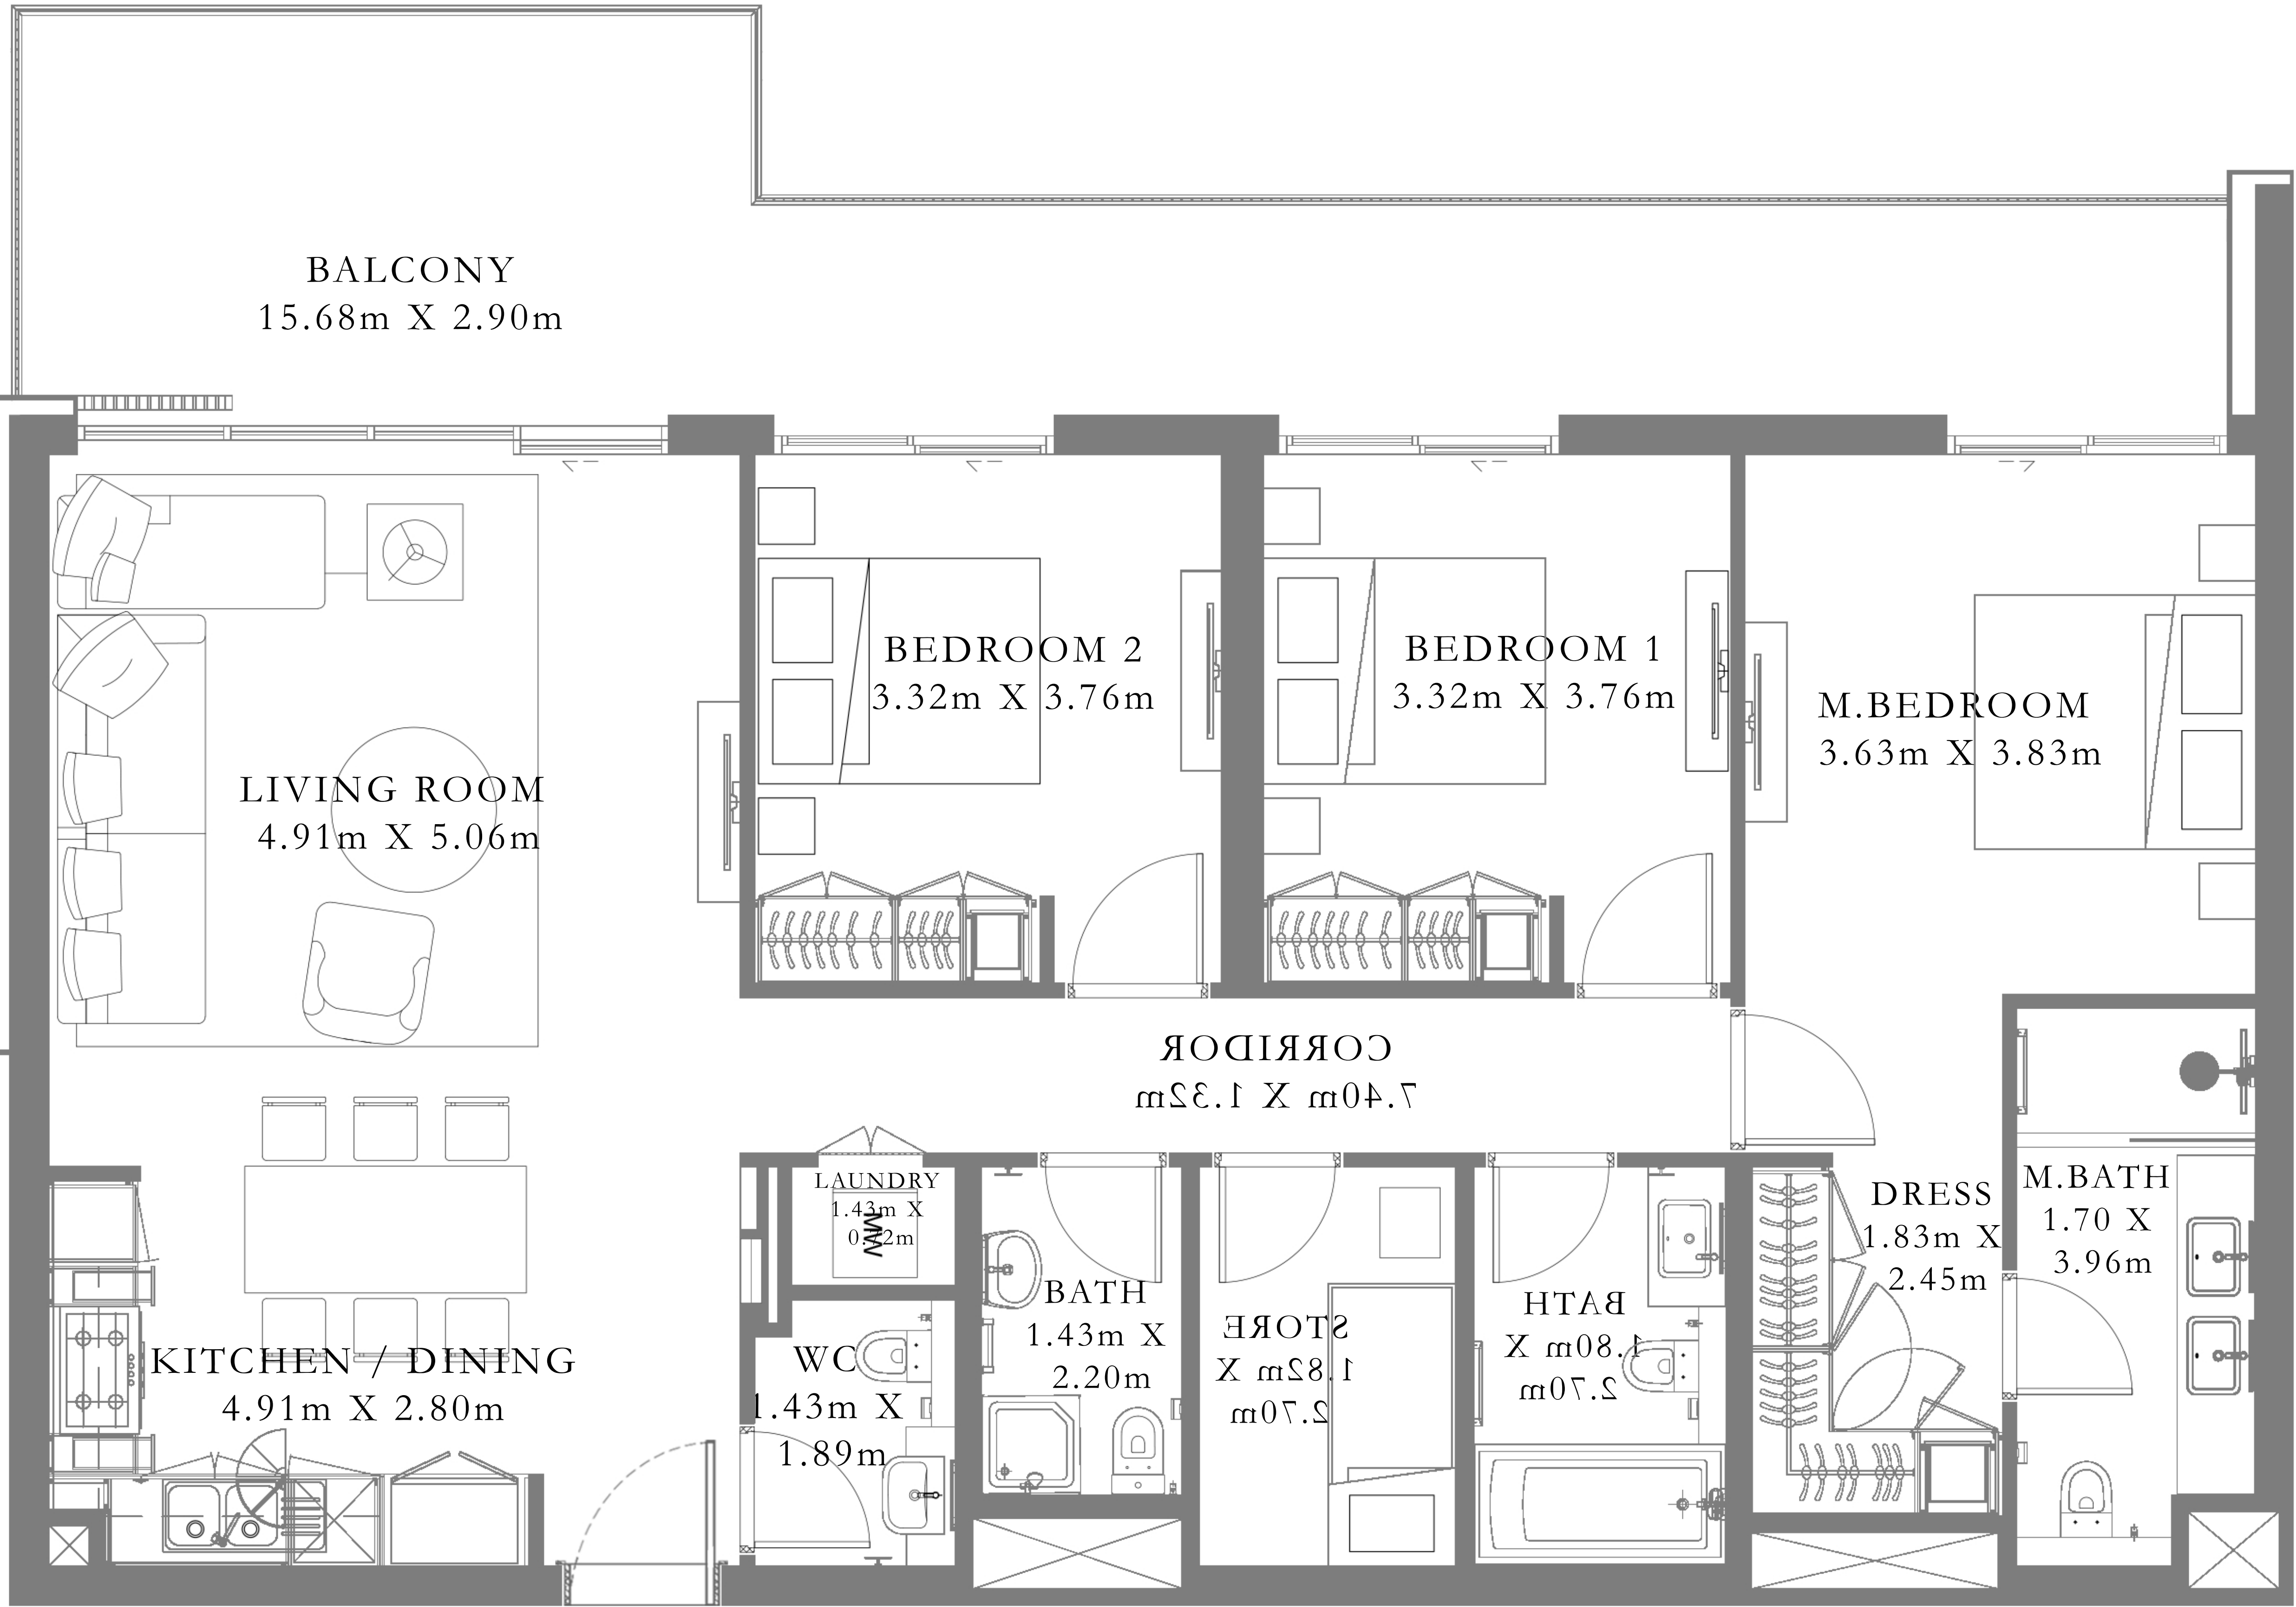 BALCONY
15.68m X 2.90m
BEDROOM 2
3.32m X 3.76m
BEDROOM 1
3.32m X 3.76m
M.BEDROOM
3.63m X 3.83m
LIVING ROOM
4.91m X 5.06m
CORRIDOR
7.40m X 1.32m
LAUNDRY
1.43m X
0.72m
MW
DRESS
1.83m X
2.45m
M.BATH
1.70 X
3.96m
BATH
1.43m X
2.20m
STORE
1.82m X
2.70m
BATH
1.80m X
2.70m
KITCHEN / DINING
4.91m X 2.80m
WC
1.43m X
1.89m